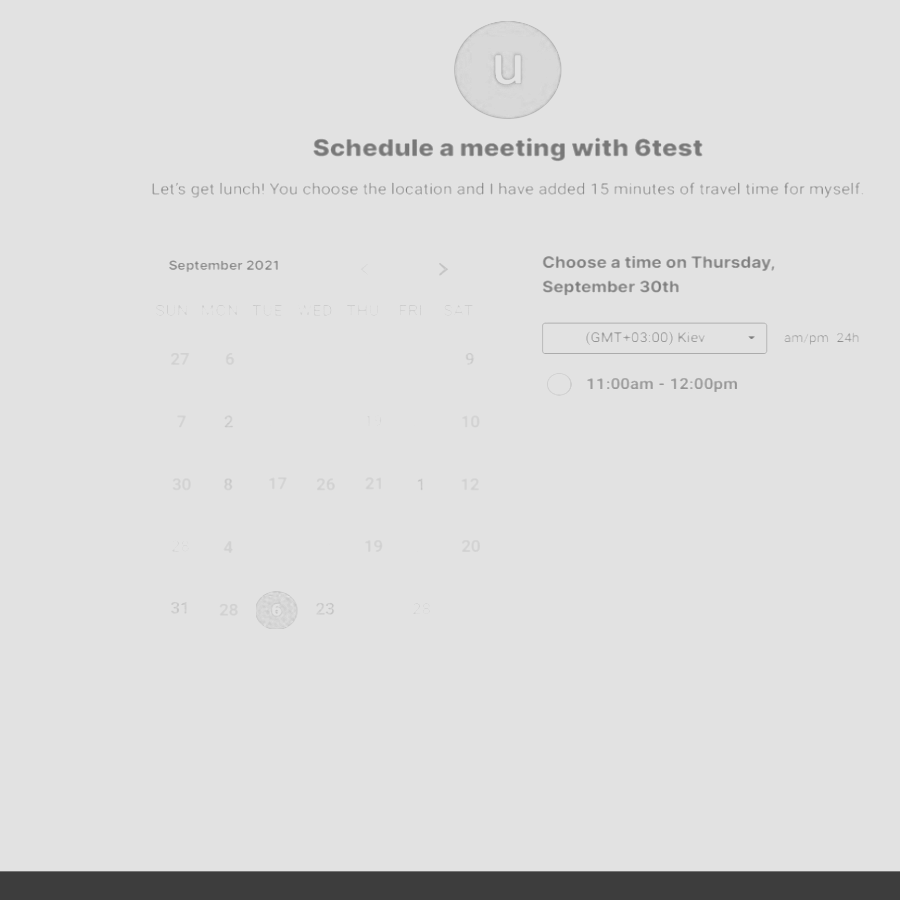 u
Schedule a meeting with 6test
Let's get lunch! You choose the location and I have added 15 minutes of travel time for myself.
September 2021
SUN MON TUE WED THU FRI SAT
27 6 9
7 2 10
30 8 17 26 21 1 12
4 19 20
31 28 6 23
Choose a time on Thursday,
September 30th
(GMT+03:00) Kiev am/pm 24h
11:00am - 12:00pm